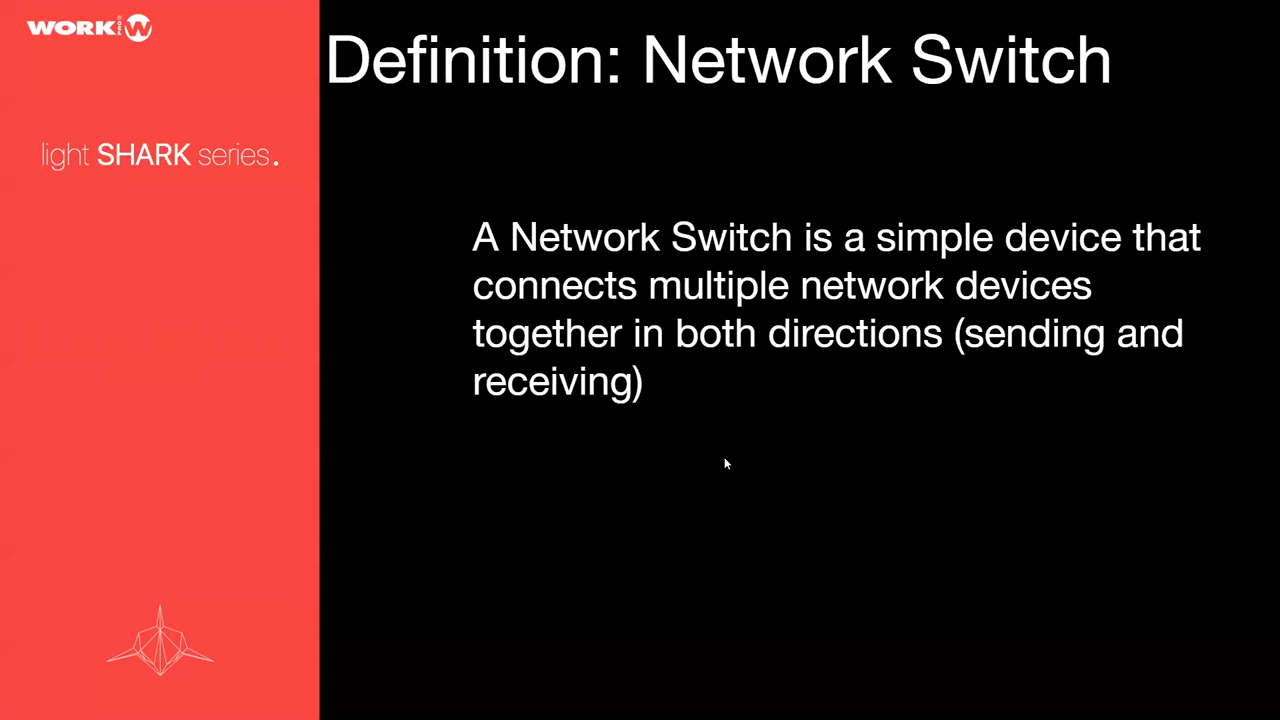 WORK PRO W
Definition: Network Switch
light SHARK series.
A Network Switch is a simple device that
connects multiple network devices
together in both directions (sending and
receiving)